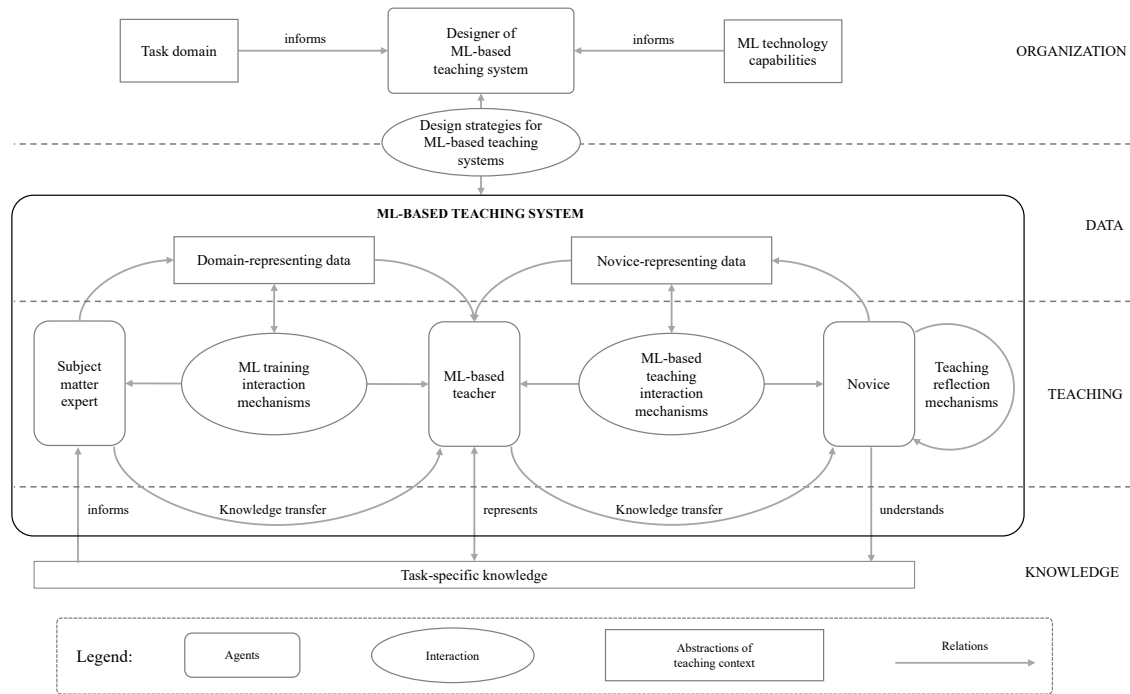 Task domain
informs
Designer of
ML-based
teaching system
informs
ML technology
capabilities
ORGANIZATION
Design strategies for
ML-based teaching
systems
ML-BASED TEACHING SYSTEM
DATA
Domain-representing data
Novice-representing data
Subject
matter
expert
ML training
interaction
mechanisms
ML-based
teacher
ML-based
teaching
interaction
mechanisms
Novice
Teaching
reflection
mechanisms
TEACHING
informs
Knowledge transfer
represents
Knowledge transfer
understands
Task-specific knowledge
KNOWLEDGE
Legend:
Agents
Interaction
Abstractions of
teaching context
Relations